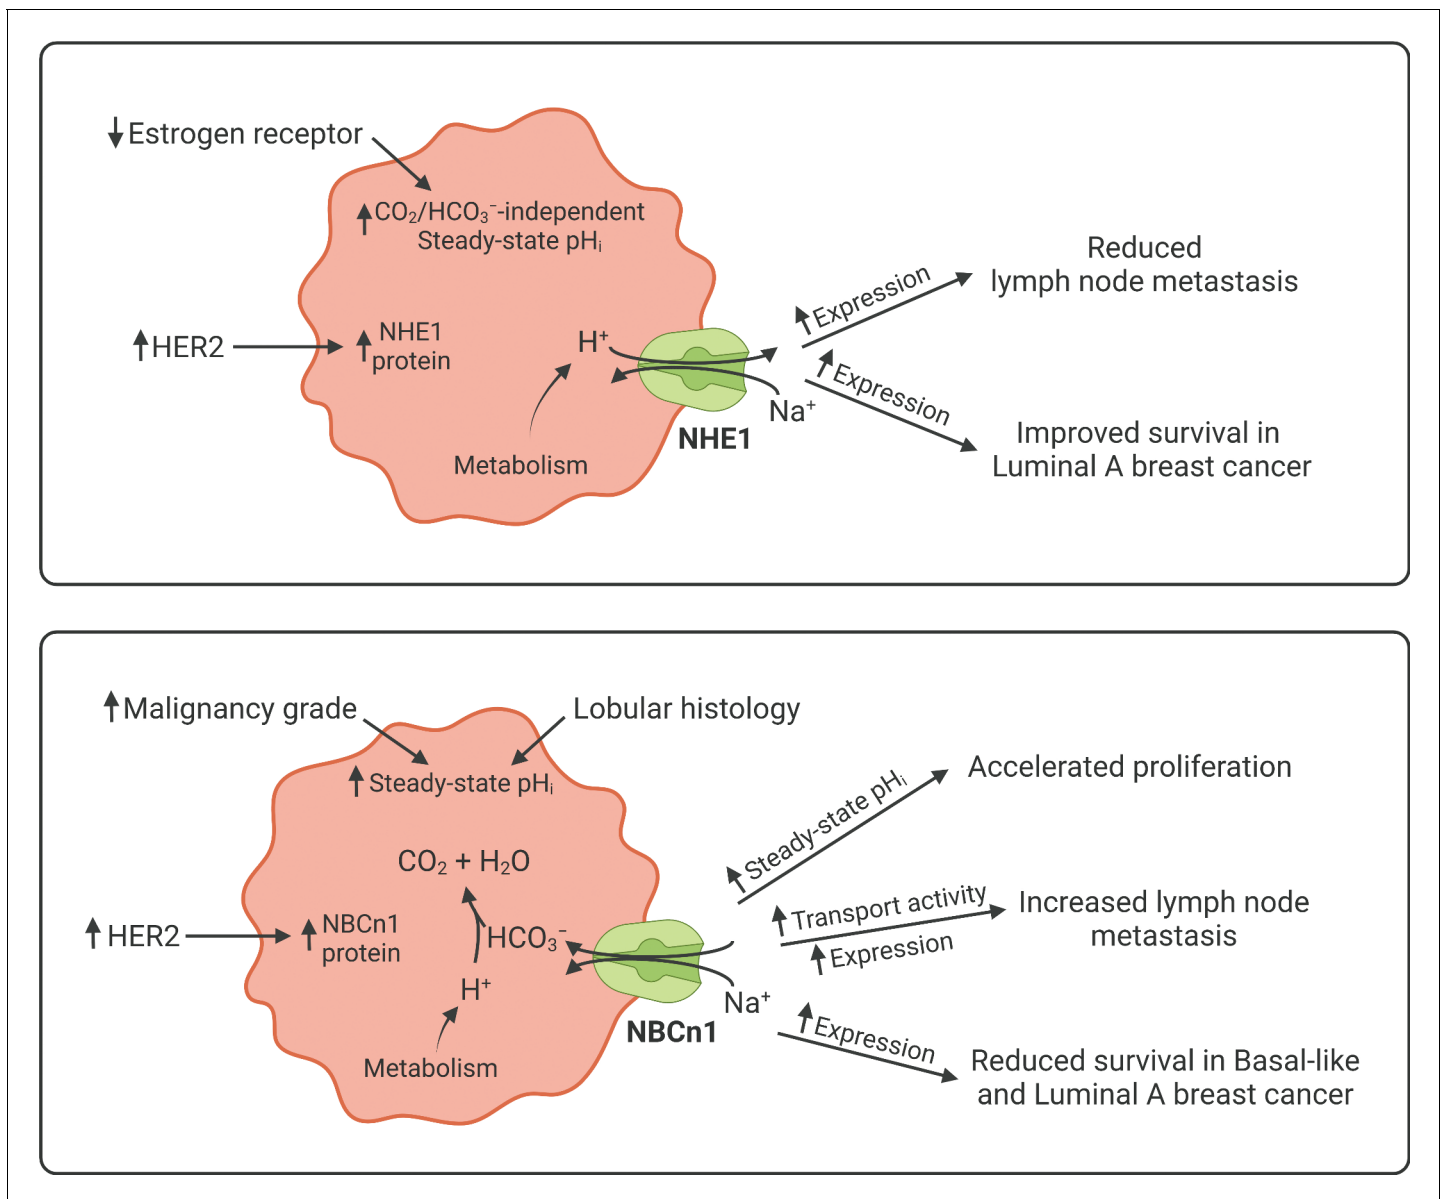 ↓Estrogen receptor
↑CO₂/HCO₃⁻-independent
Steady-state pHᵢ
Reduced
lymph node metastasis
↑Expression
↑HER2
↑NHE1
protein
H⁺
↑Expression
Na⁺
NHE1
Metabolism
Improved survival in
Luminal A breast cancer
↑Malignancy grade
Lobular histology
↑Steady-state pHᵢ
Accelerated proliferation
↑Steady-state pHᵢ
CO₂ + H₂O
↑HER2
↑NBCn1
protein
HCO₃⁻
↑Transport activity
↑Expression
Increased lymph node
metastasis
H⁺
Na⁺
NBCn1
Metabolism
↑Expression
Reduced survival in Basal-like
and Luminal A breast cancer